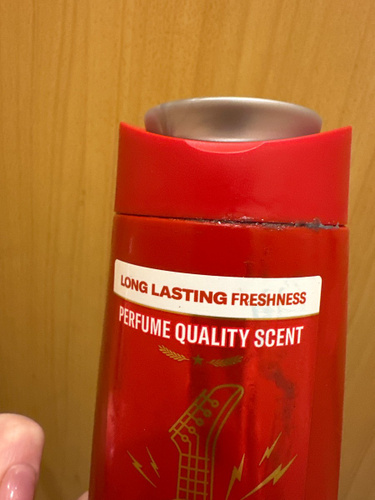 LONG LASTING FRESHNESS
PERFUME QUALITY SCENT